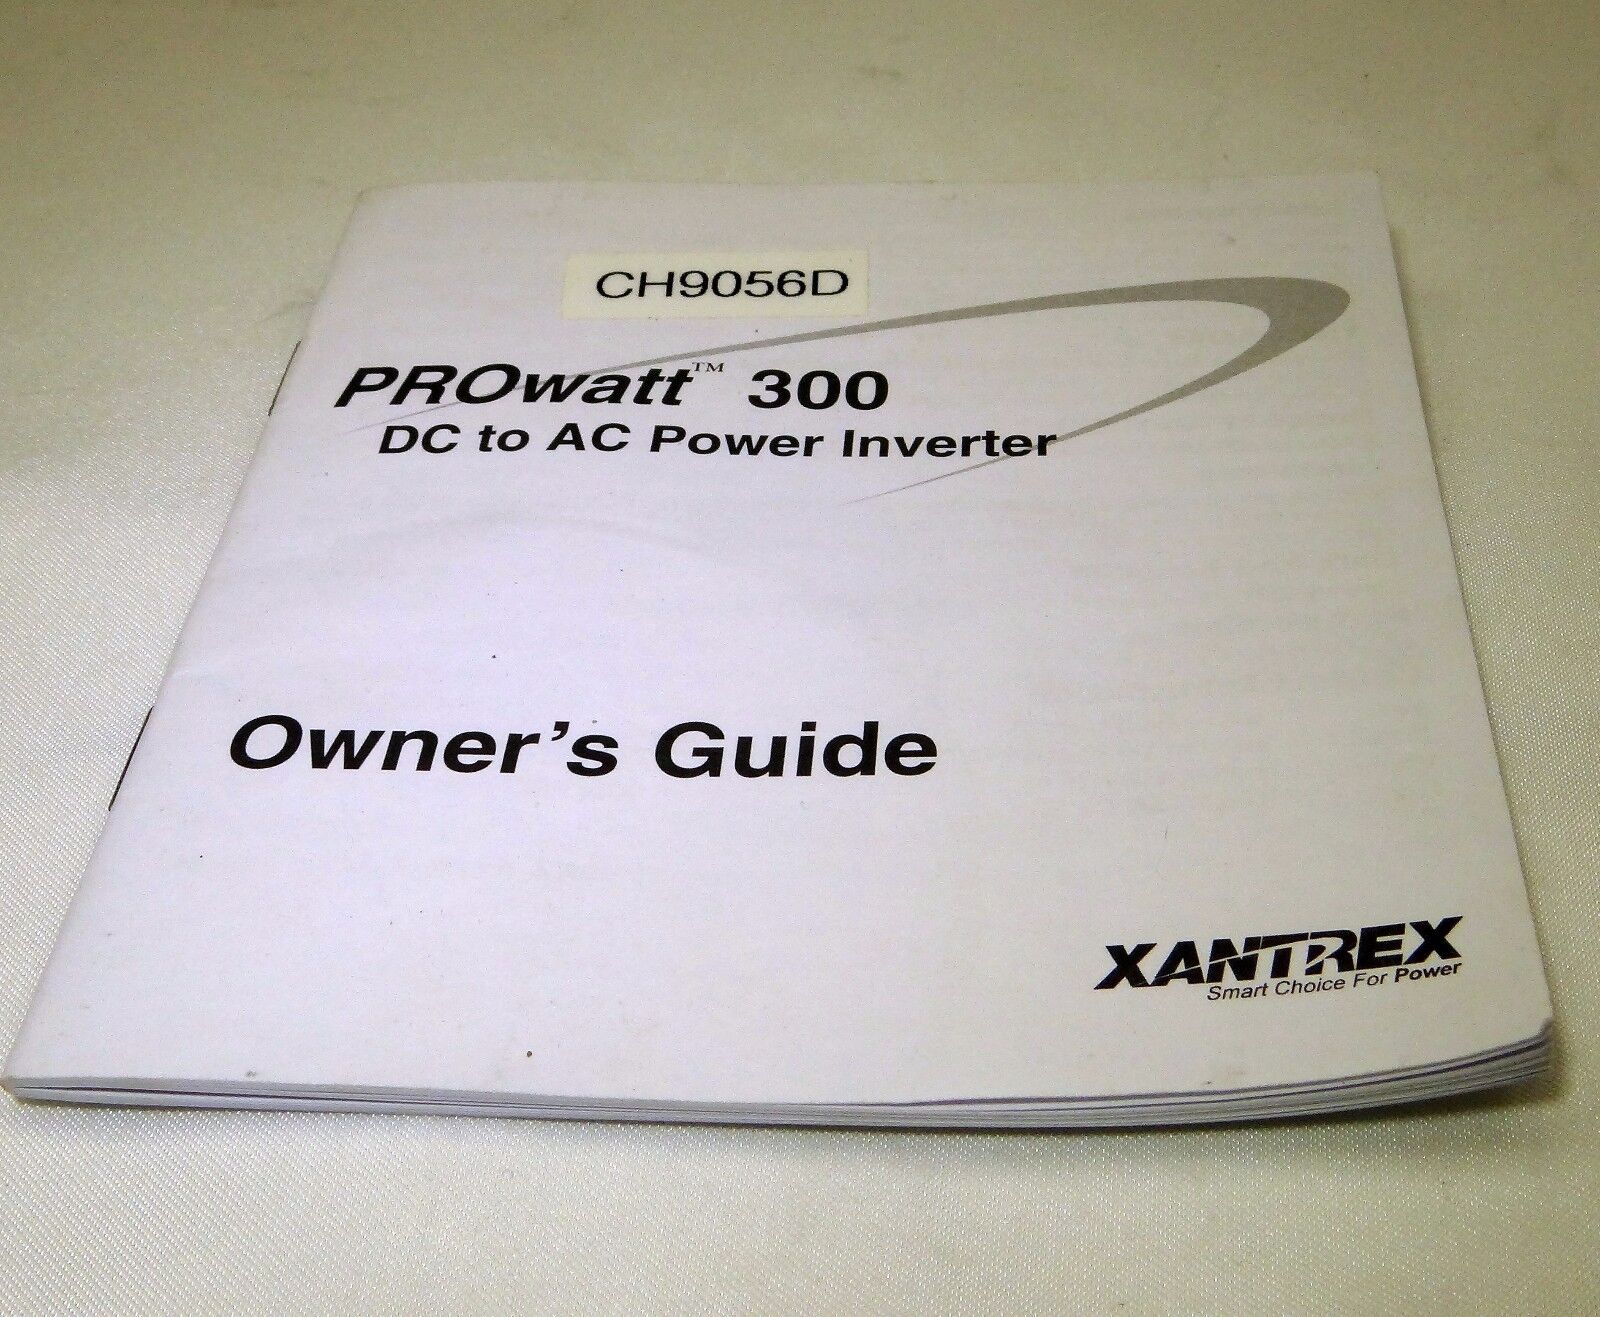 CH9056D
PROwatt™ 300
DC to AC Power Inverter
Owner's Guide
XANTREX
Smart Choice For Power